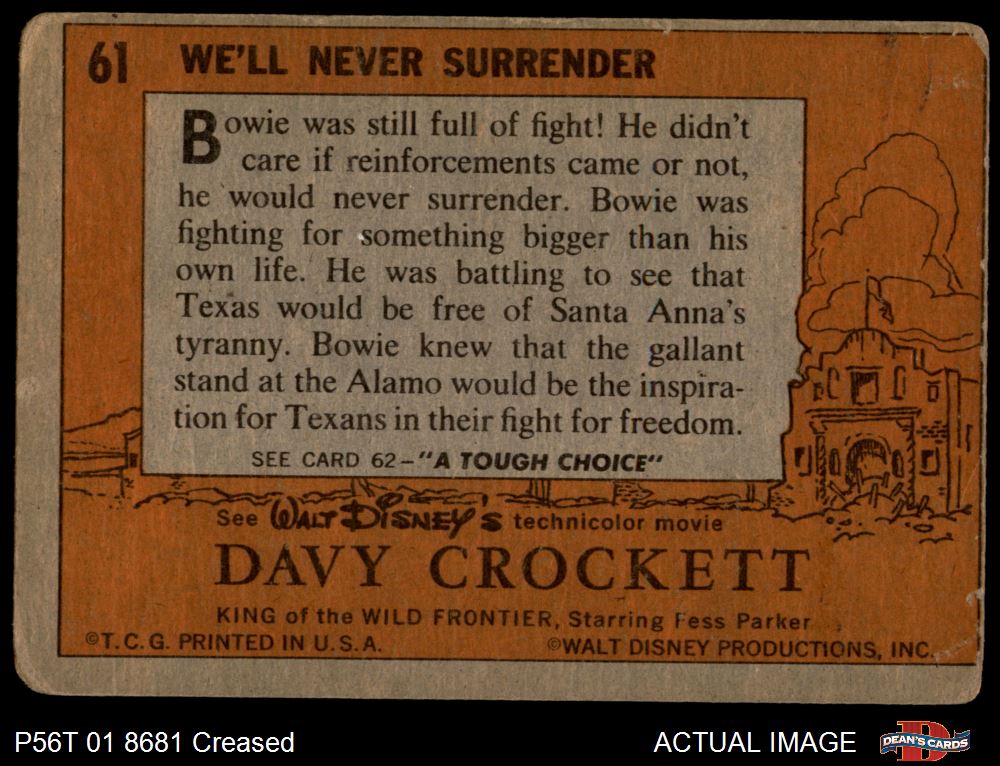 61 WE'LL NEVER SURRENDER
Bowie was still full of fight! He didn't
care if reinforcements came or not,
he would never surrender. Bowie was
fighting for something bigger than his
own life. He was battling to see that
Texas would be free of Santa Anna's
tyranny. Bowie knew that the gallant
stand at the Alamo would be the inspira-
tion for Texans in their fight for freedom.
SEE CARD 62-"A TOUGH CHOICE"
See WALT DISNEY'S technicolor movie
DAVY CROCKETT
KING of the WILD FRONTIER, Starring Fess Parker
©T.C.G. PRINTED IN U.S.A. ©WALT DISNEY PRODUCTIONS, INC.
P56T 01 8681 Creased ACTUAL IMAGE D DEAN'S CARDS